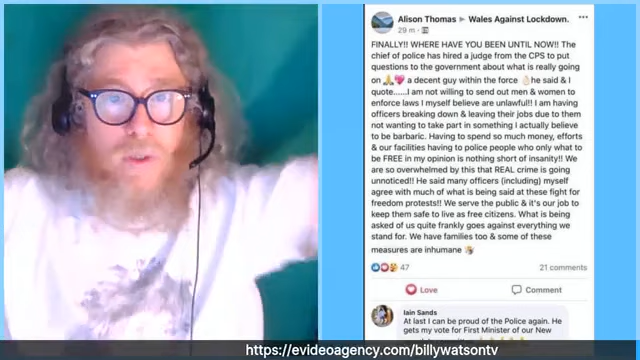 Alison Thomas ▸ Wales Against Lockdown.
29 m ·
FINALLY!! WHERE HAVE YOU BEEN UNTIL NOW!! The
chief of police has hired a judge from the CPS to put
questions to the government about what is really going
on 🙏💖 a decent guy within the force 👌🏻he said & I
quote......I am not willing to send out men & women to
enforce laws I myself believe are unlawful!! I am having
officers breaking down & leaving their jobs due to them
not wanting to take part in something I actually believe
to be barbaric. Having to spend so much money, efforts
& our facilities having to police people who only what to
be FREE in my opinion is nothing short of insanity!! We
are so overwhelmed by this that REAL crime is going
unnoticed!! He said many officers (including) myself
agree with much of what is being said at these fight for
freedom protests!! We serve the public & it's our job to
keep them safe to live as free citizens. What is being
asked of us quite frankly goes against everything we
stand for. We have families too & some of these
measures are inhumane
47
21 comments
Love
Comment
Iain Sands
At last I can be proud of the Police again. He
gets my vote for First Minister of our New
https://evideoagency.com/billywatsontv